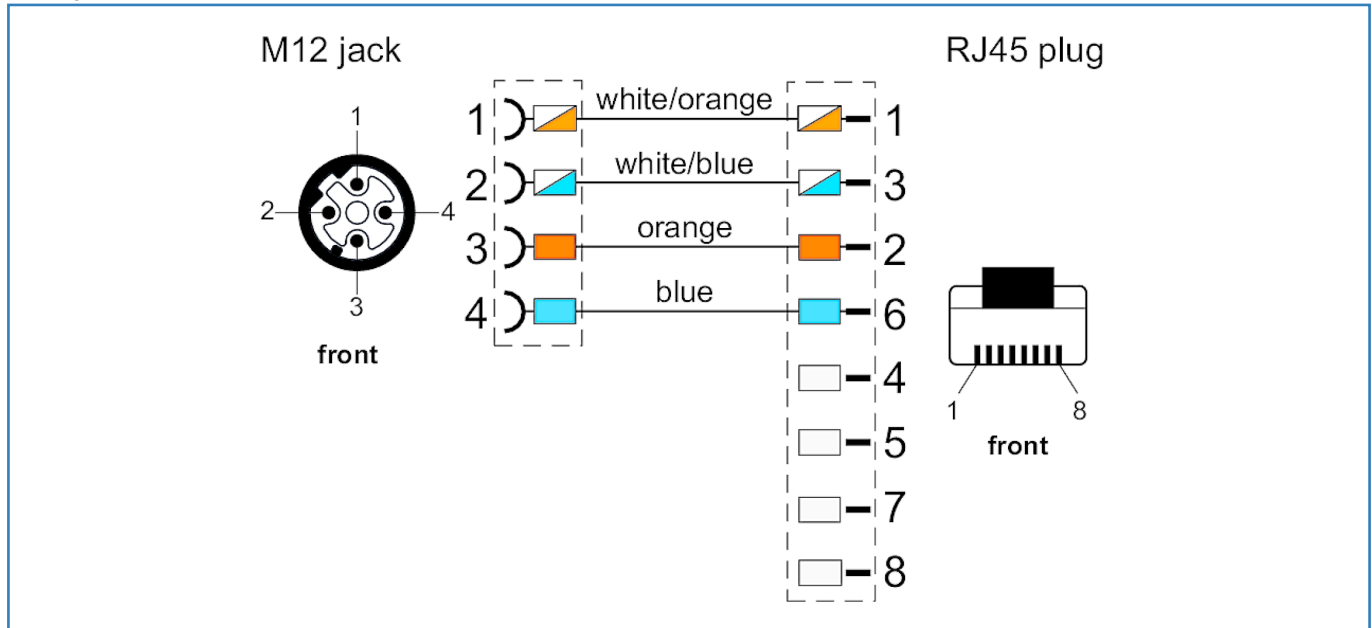 M12 jack
RJ45 plug
1
2
4
3
front
1 white/orange 1
2 white/blue 3
3 orange 2
4 blue 6
4
5
7
8
1 8
front